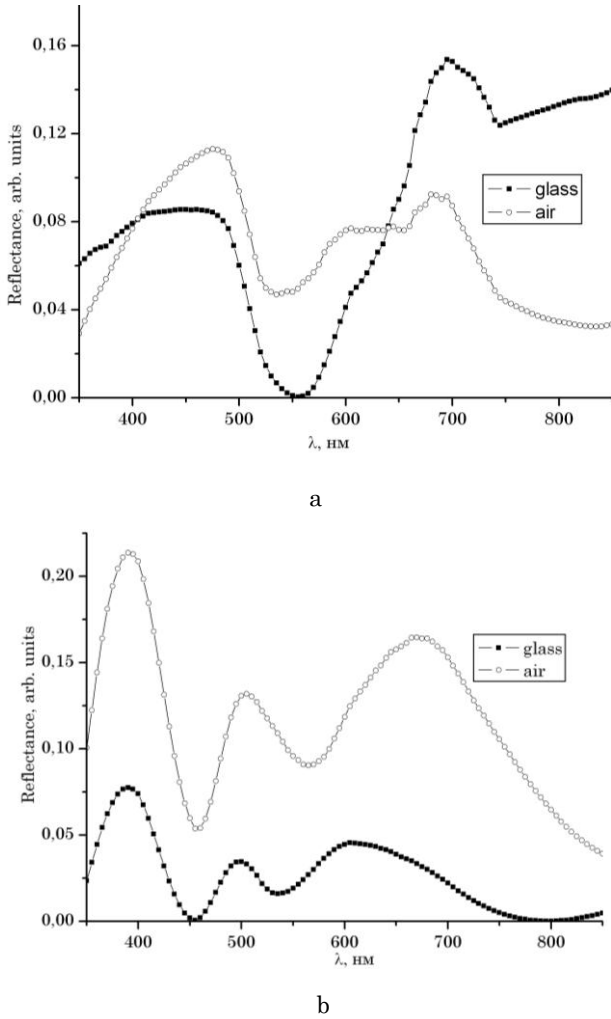 0,16
0,12
0,08
0,04
0,00
Reflectance, arb. units
glass
air
400 500 600 700 800
λ, нм
a
0,20
0,15
0,10
0,05
0,00
Reflectance, arb. units
glass
air
400 500 600 700 800
λ, нм
b